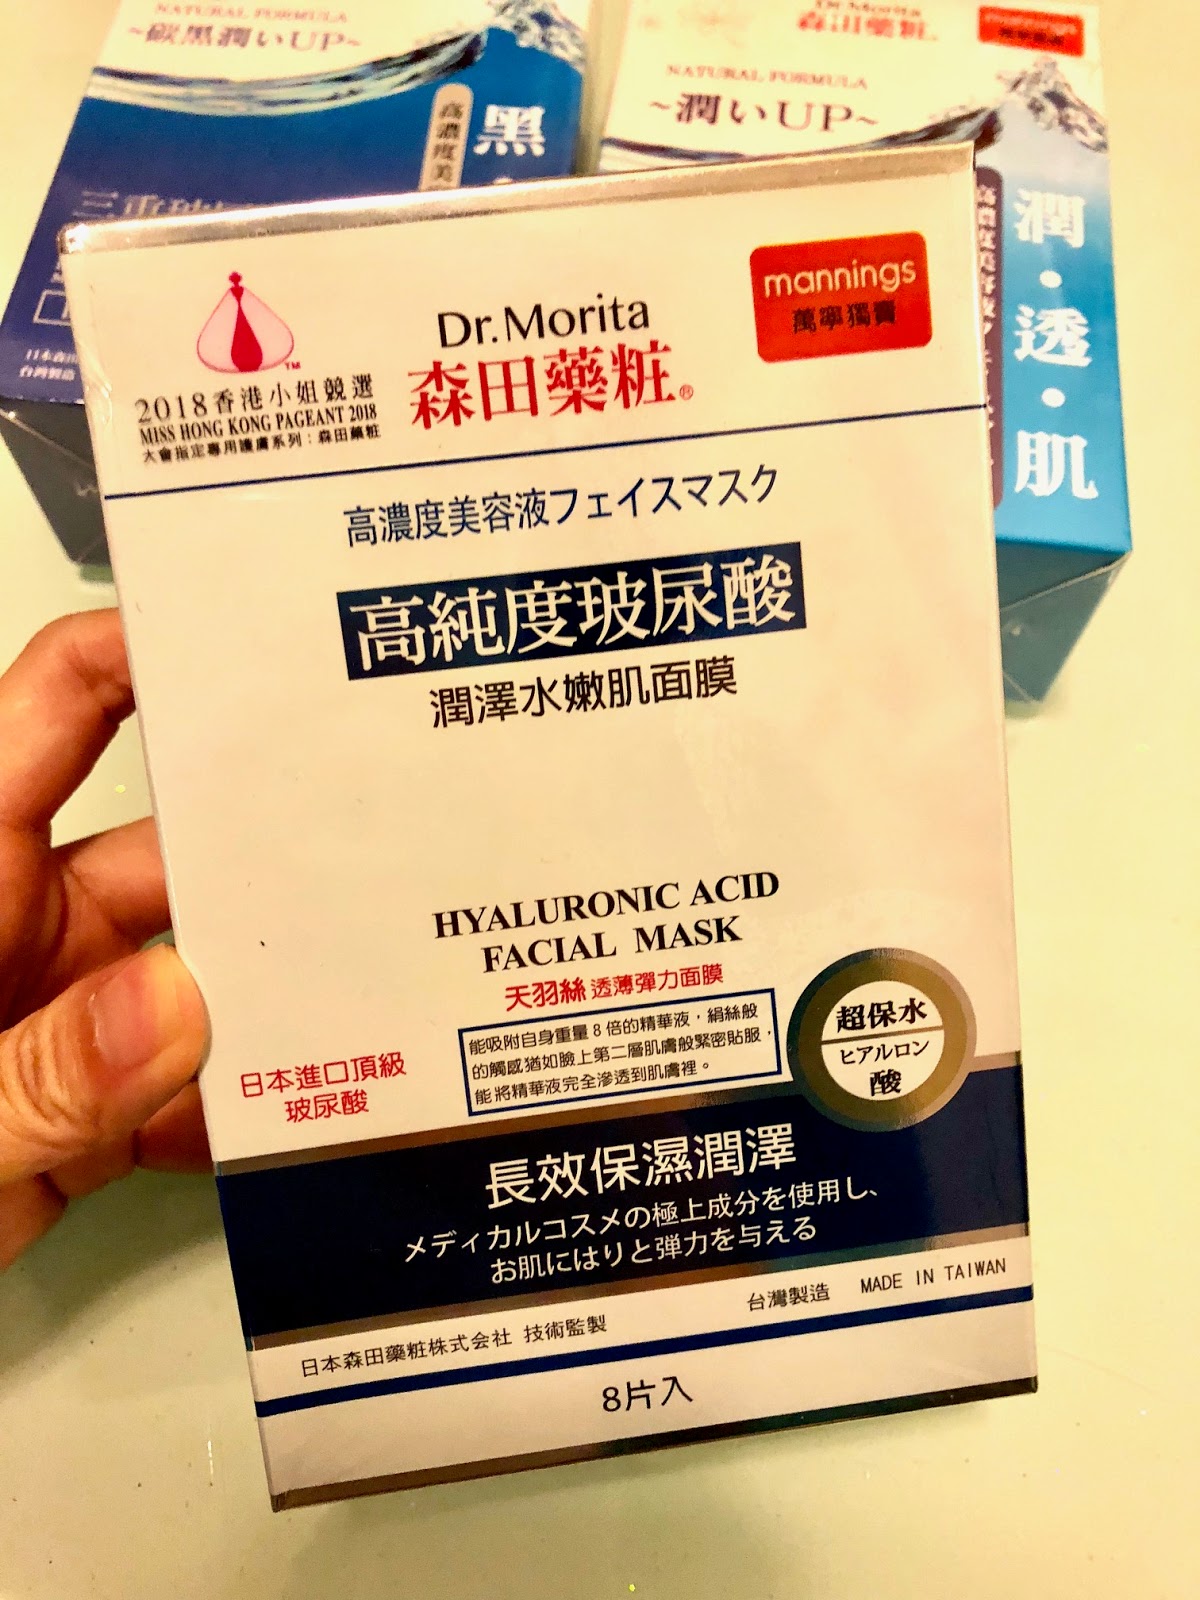 NATURAL FORMULA
~碳黑潤いUP~
黑
高濃度美
Dr.Morita
森田藥粧
NATURAL FORMULA
~潤いUP~
潤・透・肌
台灣製造
TM
2018香港小姐競選
MISS HONG KONG PAGEANT 2018
大會指定專用護膚系列：森田藥粧
Dr.Morita
森田藥粧®
mannings
萬寧獨賣
高濃度美容液フェイスマスク
高純度玻尿酸
潤澤水嫩肌面膜
HYALURONIC ACID
FACIAL MASK
天羽絲 透薄彈力面膜
能吸附自身重量8倍的精華液，絹絲般
的觸感猶如臉上第二層肌膚般緊密貼服，
能將精華液完全滲透到肌膚裡。
日本進口頂級
玻尿酸
超保水
ヒアルロン
酸
長效保濕潤澤
メディカルコスメの極上成分を使用し、
お肌にはりと弾力を与える
日本森田藥粧株式会社 技術監製
台灣製造 MADE IN TAIWAN
8片入